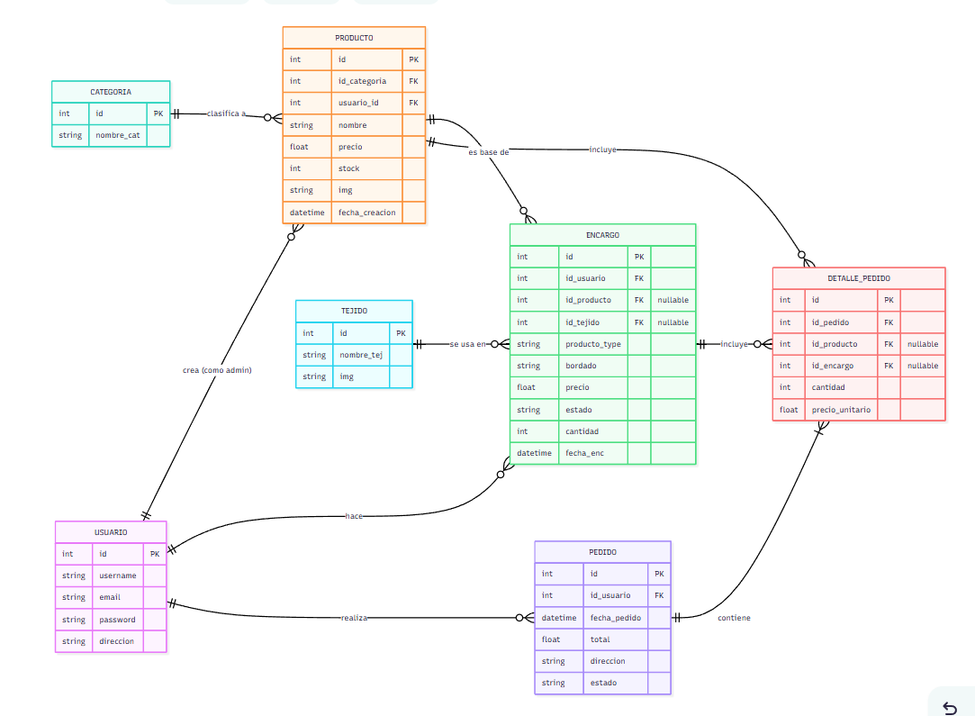 PRODUCTO
int id PK
int id_categoria FK
int usuario_id FK
string nombre
float precio
int stock
string img
datetime fecha_creacion
CATEGORIA
int id PK
string nombre_cat
clasifica a
es base de
incluye
ENCARGO
int id PK
int id_usuario FK
int id_producto FK nullable
int id_tejido FK nullable
string producto_type
string bordado
float precio
string estado
int cantidad
datetime fecha_enc
DETALLE_PEDIDO
int id PK
int id_pedido FK
int id_producto FK nullable
int id_encargo FK nullable
int cantidad
float precio_unitario
TEJIDO
int id PK
string nombre_tej
string img
se usa en
incluye
crea (como admin)
hace
USUARIO
int id PK
string username
string email
string password
string direccion
realiza
PEDIDO
int id PK
int id_usuario FK
datetime fecha_pedido
float total
string direccion
string estado
contiene